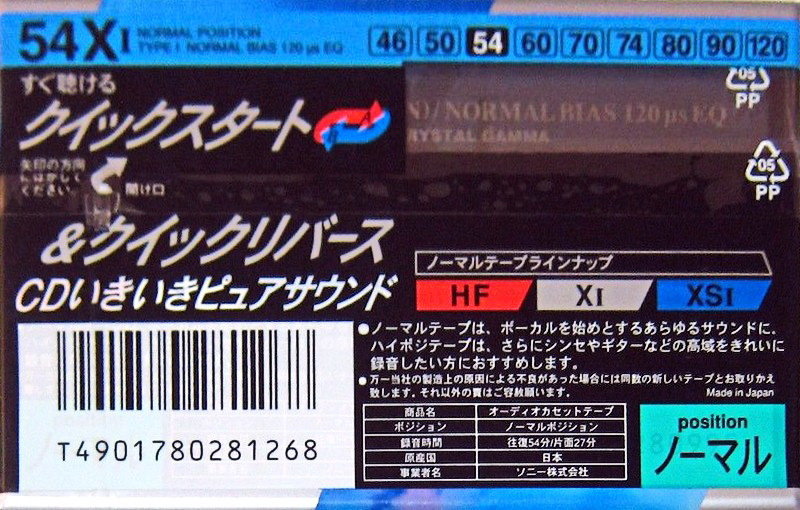 54XI NORMAL POSITION
TYPE I NORMAL BIAS 120 μs EQ
46 50 54 60 70 74 80 90 120
すぐ聴ける
クイックスタート
A
B
N)/NORMAL BIAS 120 μs EQ
RYSTAL GAMMA
05
PP
05
PP
矢印の方向
にはがして
ください。
開け口
&クイックリバース
CDいきいきピュアサウンド
ノーマルテープラインナップ
HF XI XSI
●ノーマルテープは、ボーカルを始めとするあらゆるサウンドに。
ハイポジテープは、さらにシンセやギターなどの高域をきれいに
録音したい方におすすめします。
●万一当社の製造上の原因による不良があった場合には同数の新しいテープとお取りかえ
致します。それ以外の責はご容赦願います。
Made in Japan
商品名 オーディオカセットテープ
ポジション ノーマルポジション
録音時間 往復54分/片面27分
原産国 日本
事業者名 ソニー株式会社
position
ノーマル
T4901780281268